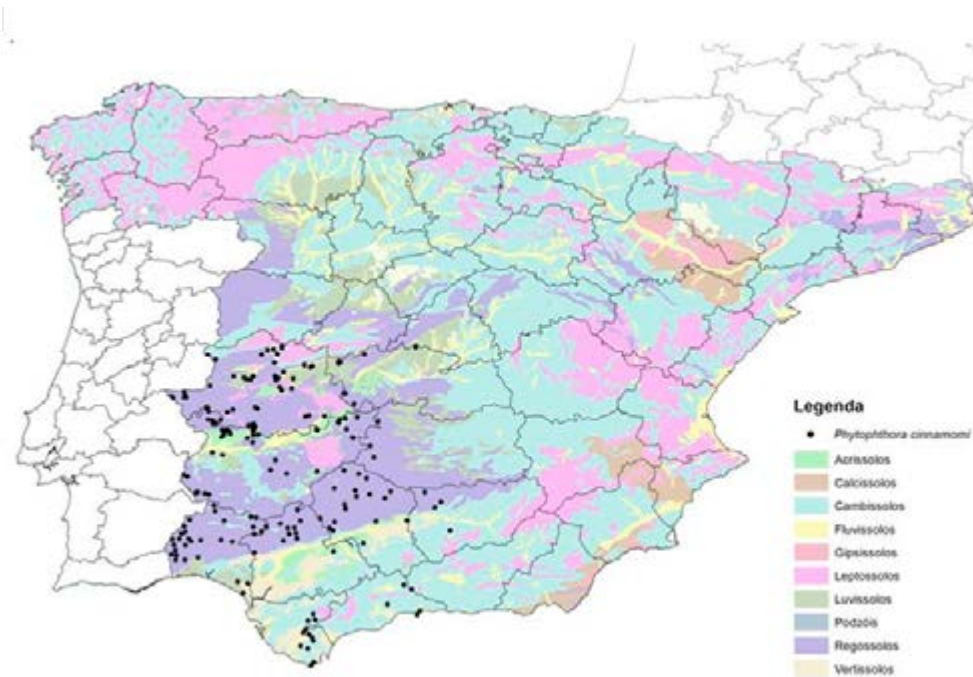 Legenda
Phytophthora cinnamomi
Acrissolos
Calcissolos
Cambissolos
Fluvissolos
Gipsissolos
Leptossolos
Luvissolos
Podzóis
Regossolos
Vertissolos